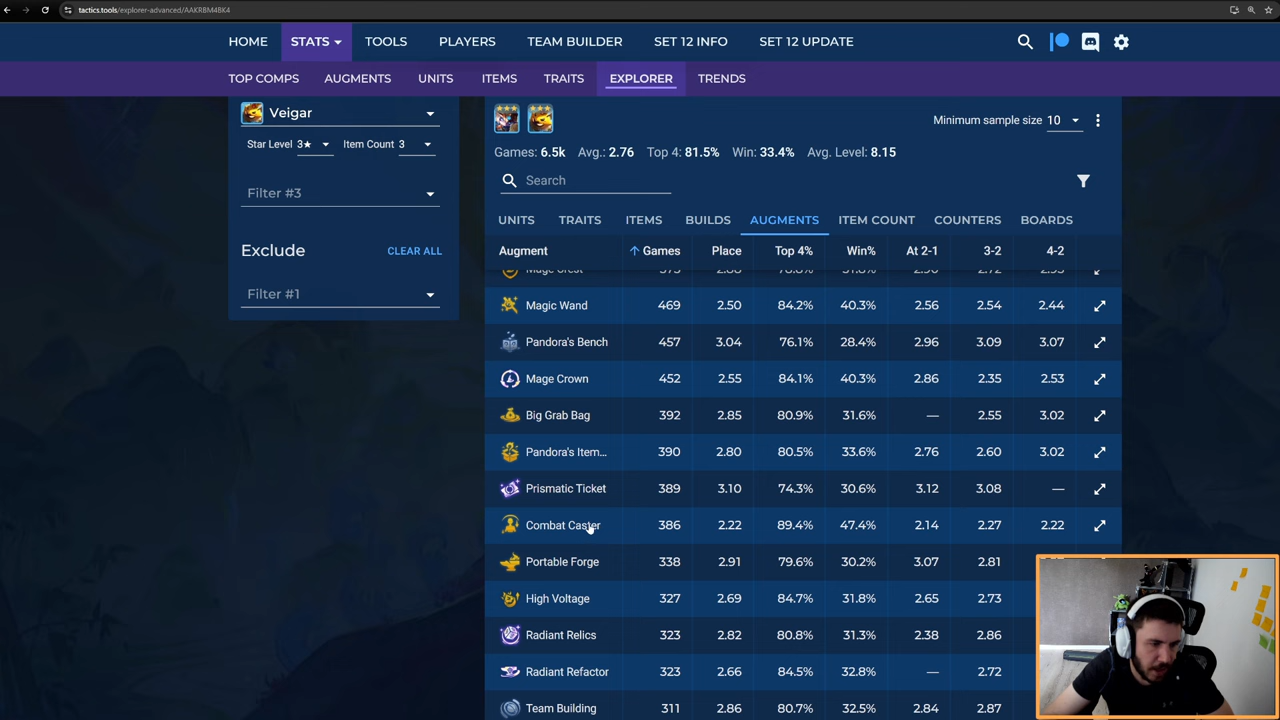 tactics.tools/explorer-advanced/AAKRBM4BK4
HOME STATS TOOLS PLAYERS TEAM BUILDER SET 12 INFO SET 12 UPDATE
TOP COMPS AUGMENTS UNITS ITEMS TRAITS EXPLORER TRENDS
Veigar
Star Level 3★ Item Count 3
Filter #3
Exclude CLEAR ALL
Filter #1
Minimum sample size 10
Games: 6.5k Avg.: 2.76 Top 4: 81.5% Win: 33.4% Avg. Level: 8.15
Search
UNITS TRAITS ITEMS BUILDS AUGMENTS ITEM COUNT COUNTERS BOARDS
Augment Games Place Top 4% Win% At 2-1 3-2 4-2
Mage Crest
Magic Wand 469 2.50 84.2% 40.3% 2.56 2.54 2.44
Pandora's Bench 457 3.04 76.1% 28.4% 2.96 3.09 3.07
Mage Crown 452 2.55 84.1% 40.3% 2.86 2.35 2.53
Big Grab Bag 392 2.85 80.9% 31.6% — 2.55 3.02
Pandora's Item... 390 2.80 80.5% 33.6% 2.76 2.60 3.02
Prismatic Ticket 389 3.10 74.3% 30.6% 3.12 3.08 —
Combat Caster 386 2.22 89.4% 47.4% 2.14 2.27 2.22
Portable Forge 338 2.91 79.6% 30.2% 3.07 2.81
High Voltage 327 2.69 84.7% 31.8% 2.65 2.73
Radiant Relics 323 2.82 80.8% 31.3% 2.38 2.86
Radiant Refactor 323 2.66 84.5% 32.8% — 2.72
Team Building 311 2.86 80.7% 32.5% 2.84 2.87